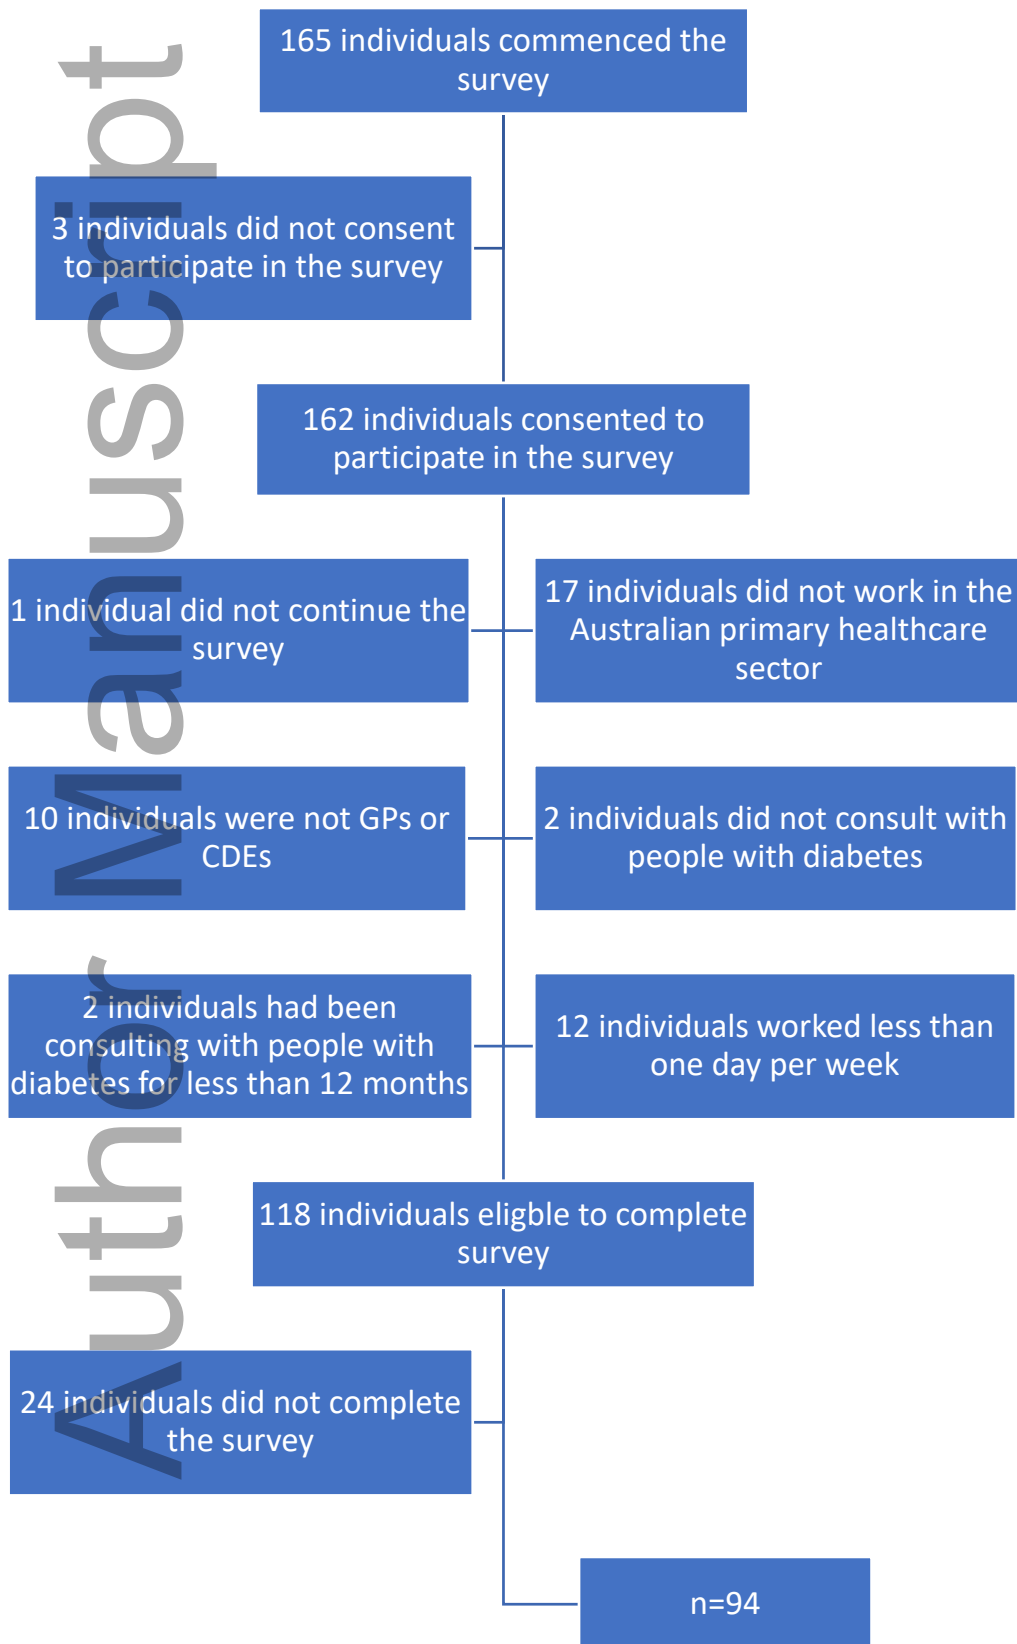 165 individuals commenced the
survey
3 individuals did not consent
to participate in the survey
162 individuals consented to
participate in the survey
1 individual did not continue the
survey
17 individuals did not work in the
Australian primary healthcare
sector
10 individuals were not GPs or
CDEs
2 individuals did not consult with
people with diabetes
2 individuals had been
consulting with people with
diabetes for less than 12 months
12 individuals worked less than
one day per week
118 individuals eligble to complete
survey
24 individuals did not complete
the survey
n=94
Author Manuscript